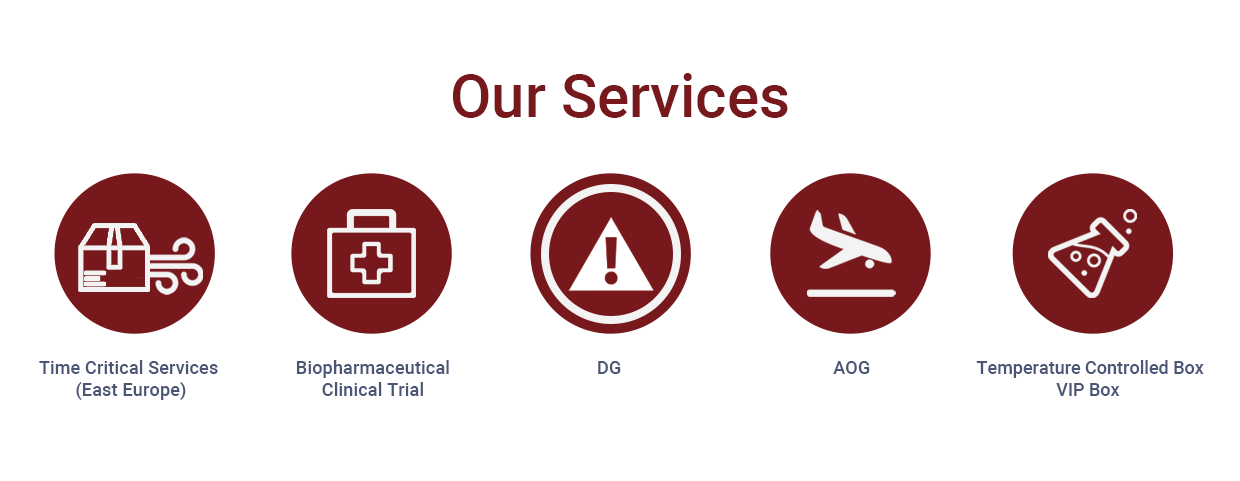 Our Services
Time Critical Services
(East Europe)
Biopharmaceutical
Clinical Trial
DG
AOG
Temperature Controlled Box
VIP Box